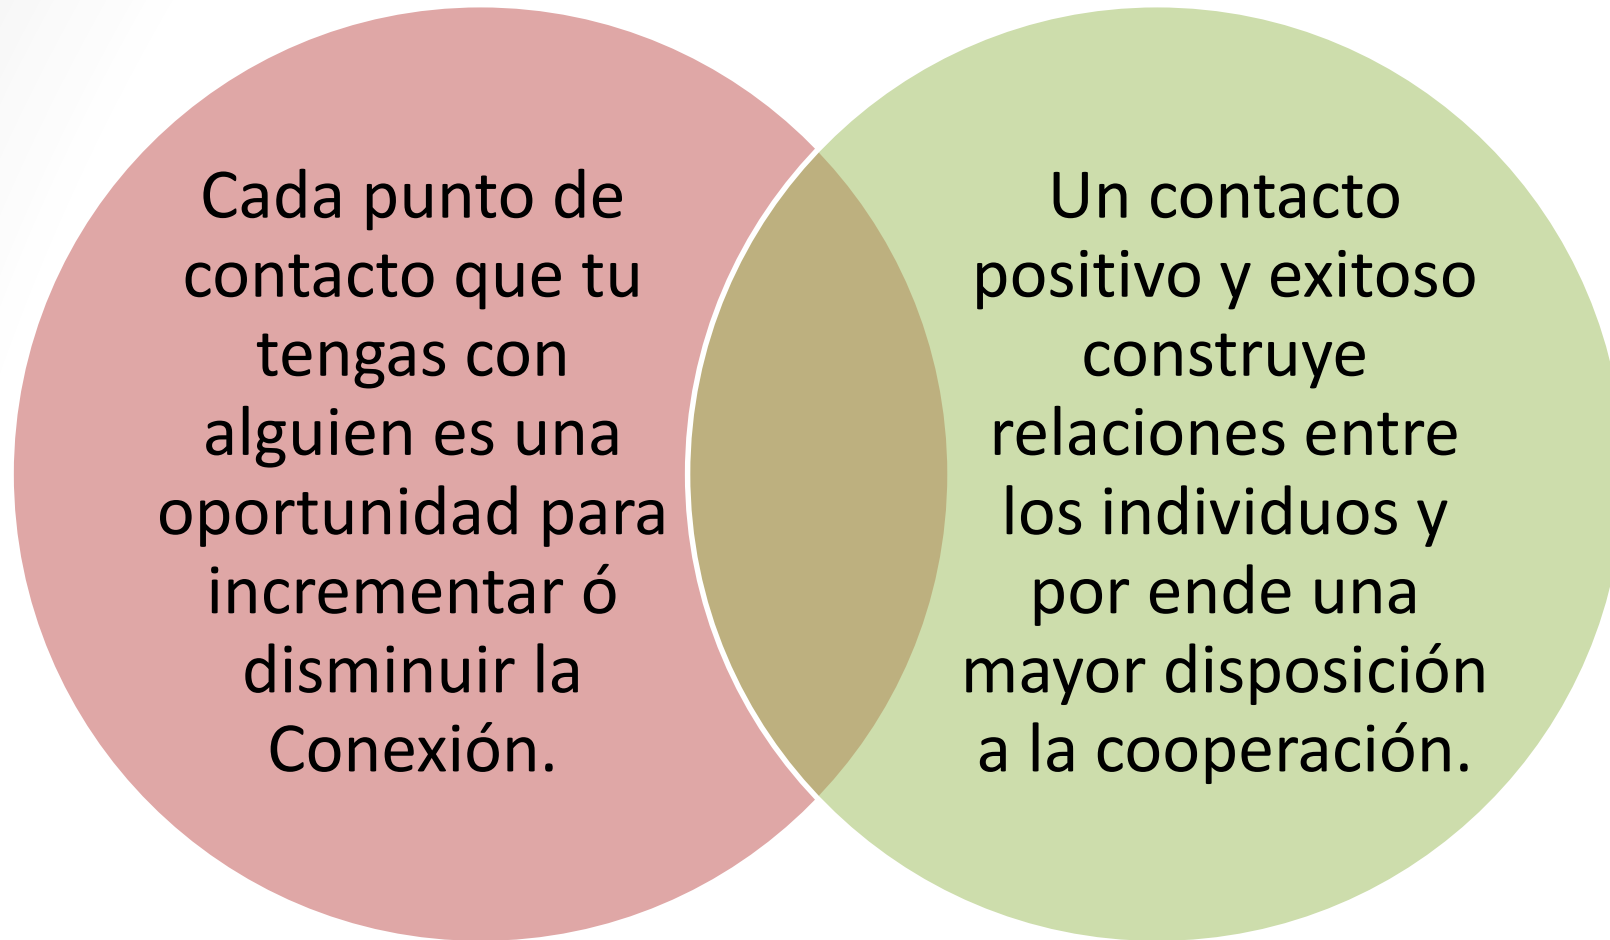 Cada punto de
contacto que tu
tengas con
alguien es una
oportunidad para
incrementar ó
disminuir la
Conexión.
Un contacto
positivo y exitoso
construye
relaciones entre
los individuos y
por ende una
mayor disposición
a la cooperación.